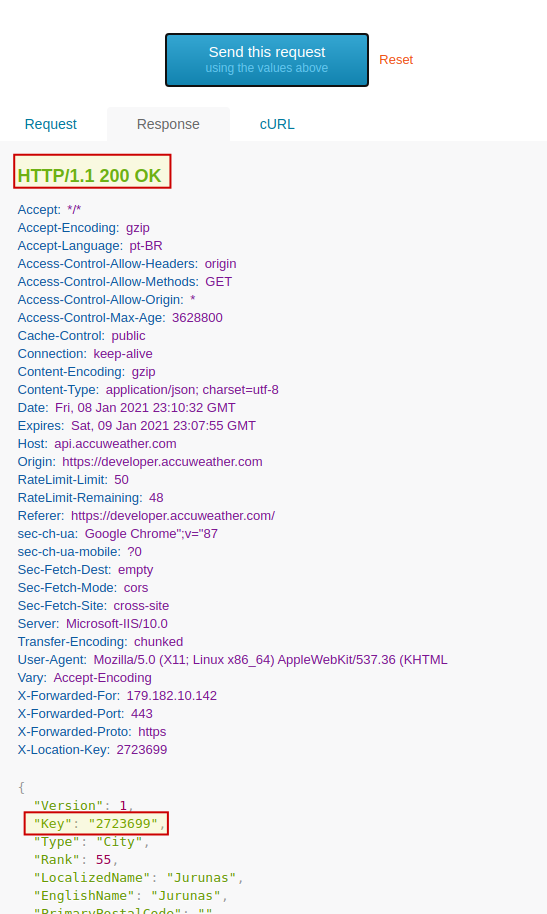 Send this request
using the values above
Reset
Request Response cURL
HTTP/1.1 200 OK
Accept: */*
Accept-Encoding: gzip
Accept-Language: pt-BR
Access-Control-Allow-Headers: origin
Access-Control-Allow-Methods: GET
Access-Control-Allow-Origin: *
Access-Control-Max-Age: 3628800
Cache-Control: public
Connection: keep-alive
Content-Encoding: gzip
Content-Type: application/json; charset=utf-8
Date: Fri, 08 Jan 2021 23:10:32 GMT
Expires: Sat, 09 Jan 2021 23:07:55 GMT
Host: api.accuweather.com
Origin: https://developer.accuweather.com
RateLimit-Limit: 50
RateLimit-Remaining: 48
Referer: https://developer.accuweather.com/
sec-ch-ua: Google Chrome";v="87
sec-ch-ua-mobile: ?0
Sec-Fetch-Dest: empty
Sec-Fetch-Mode: cors
Sec-Fetch-Site: cross-site
Server: Microsoft-IIS/10.0
Transfer-Encoding: chunked
User-Agent: Mozilla/5.0 (X11; Linux x86_64) AppleWebKit/537.36 (KHTML
Vary: Accept-Encoding
X-Forwarded-For: 179.182.10.142
X-Forwarded-Port: 443
X-Forwarded-Proto: https
X-Location-Key: 2723699
{
"Version": 1,
"Key": "2723699",
"Type": "City",
"Rank": 55,
"LocalizedName": "Jurunas",
"EnglishName": "Jurunas",
"PrimaryPostalCode": ""